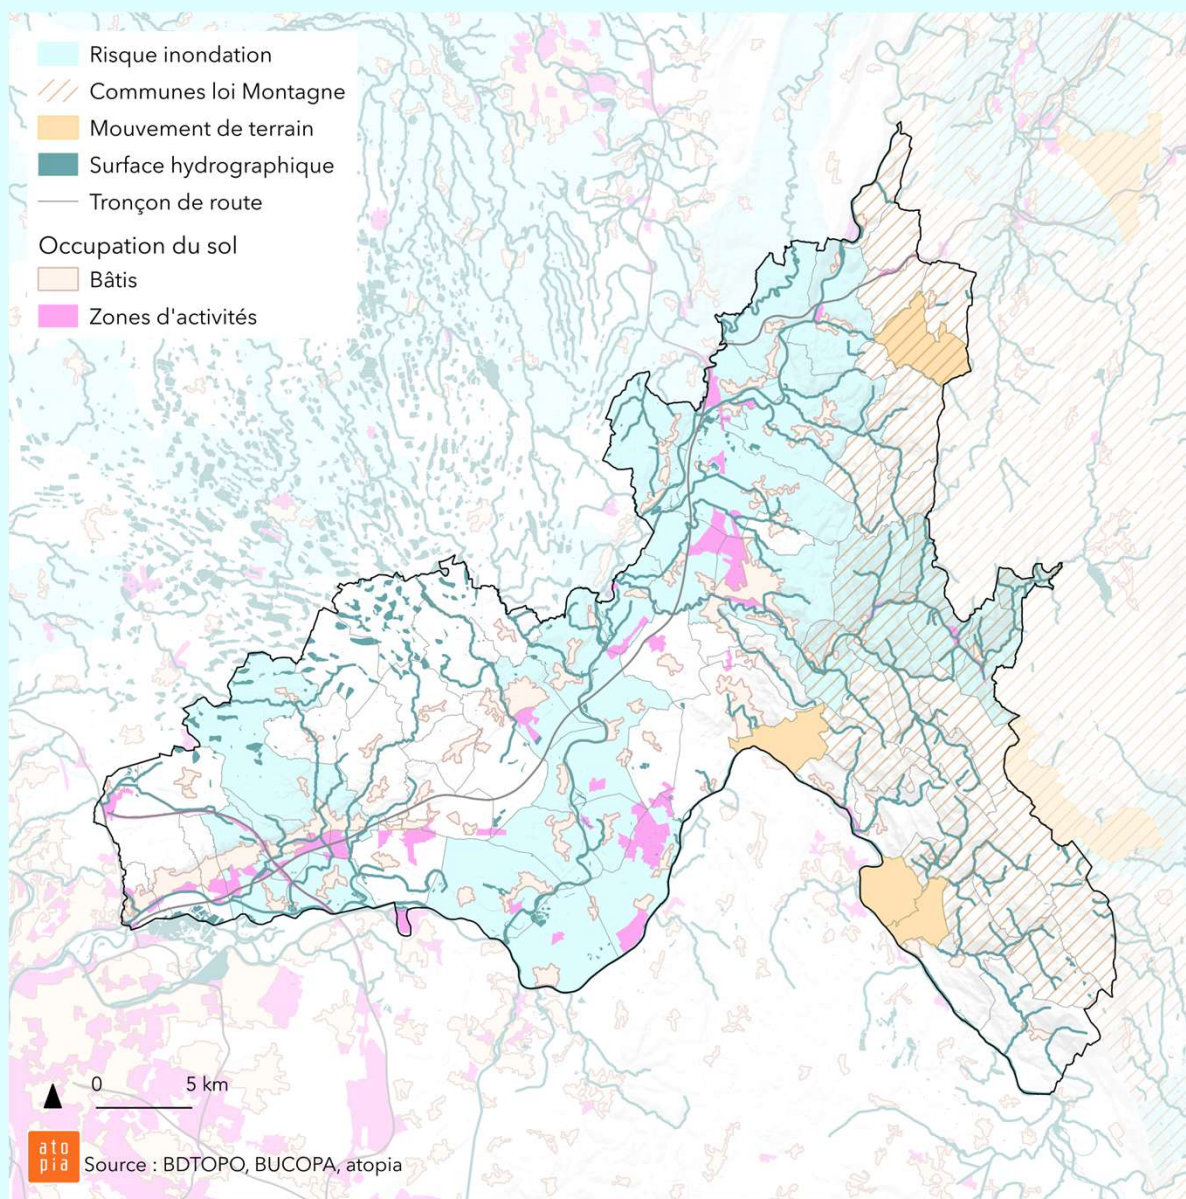 Risque inondation
Communes loi Montagne
Mouvement de terrain
Surface hydrographique
Tronçon de route
Occupation du sol
Bâtis
Zones d'activités
0 5 km
ato
pia
Source : BDTOPO, BUCOPA, atopia